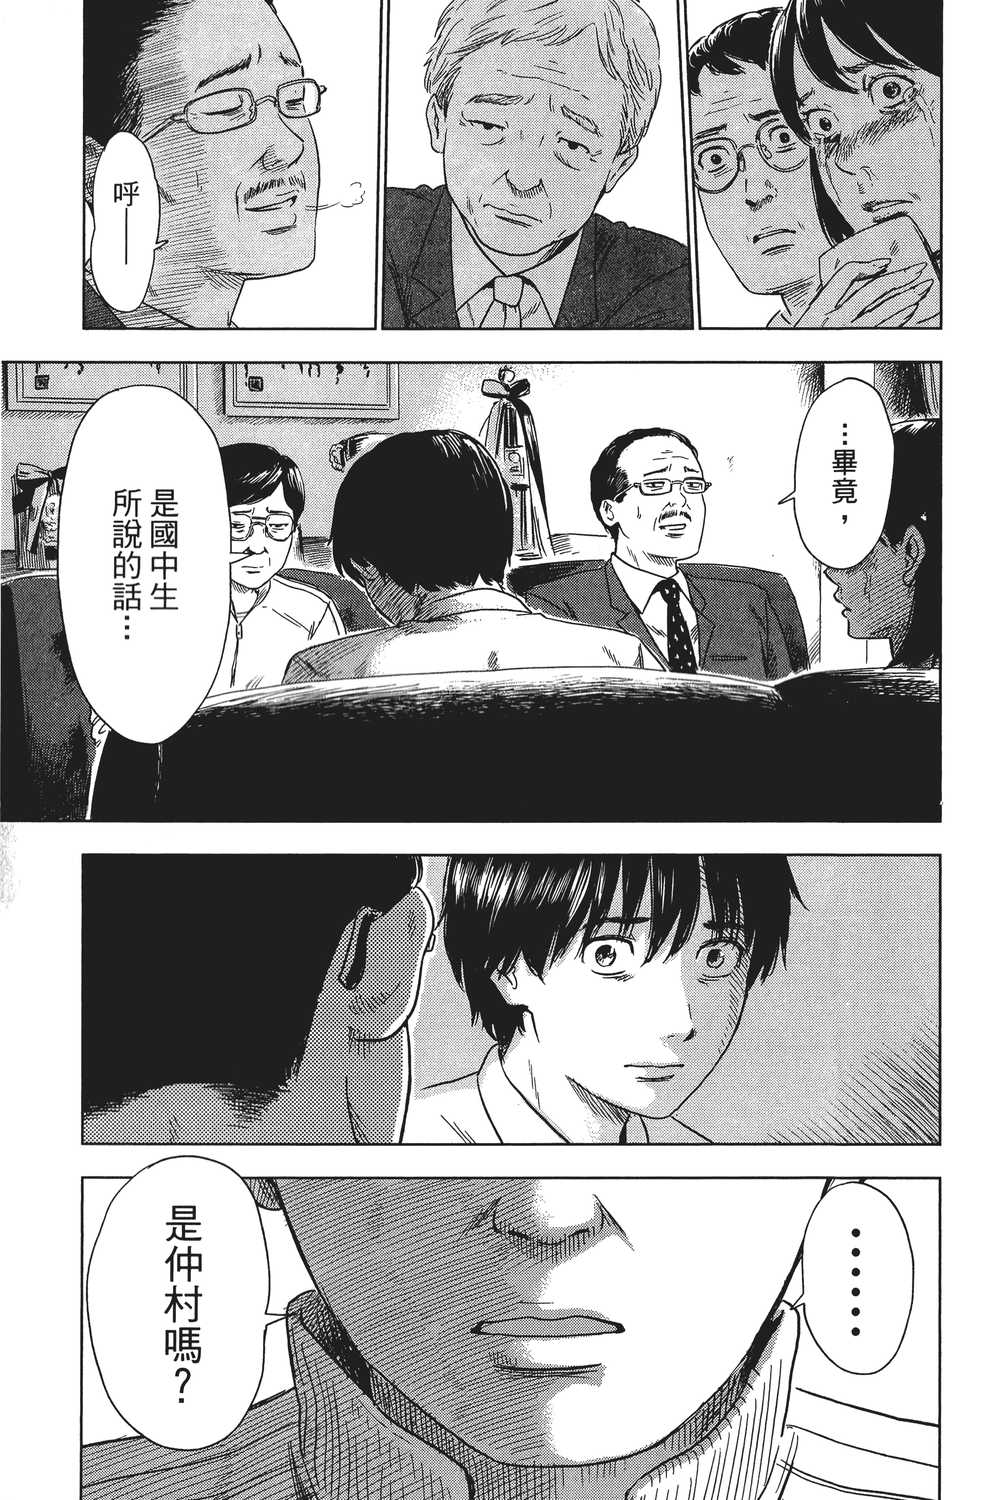 呼——
…畢竟，
是國中生
所說的話…
……
是仲村嗎？